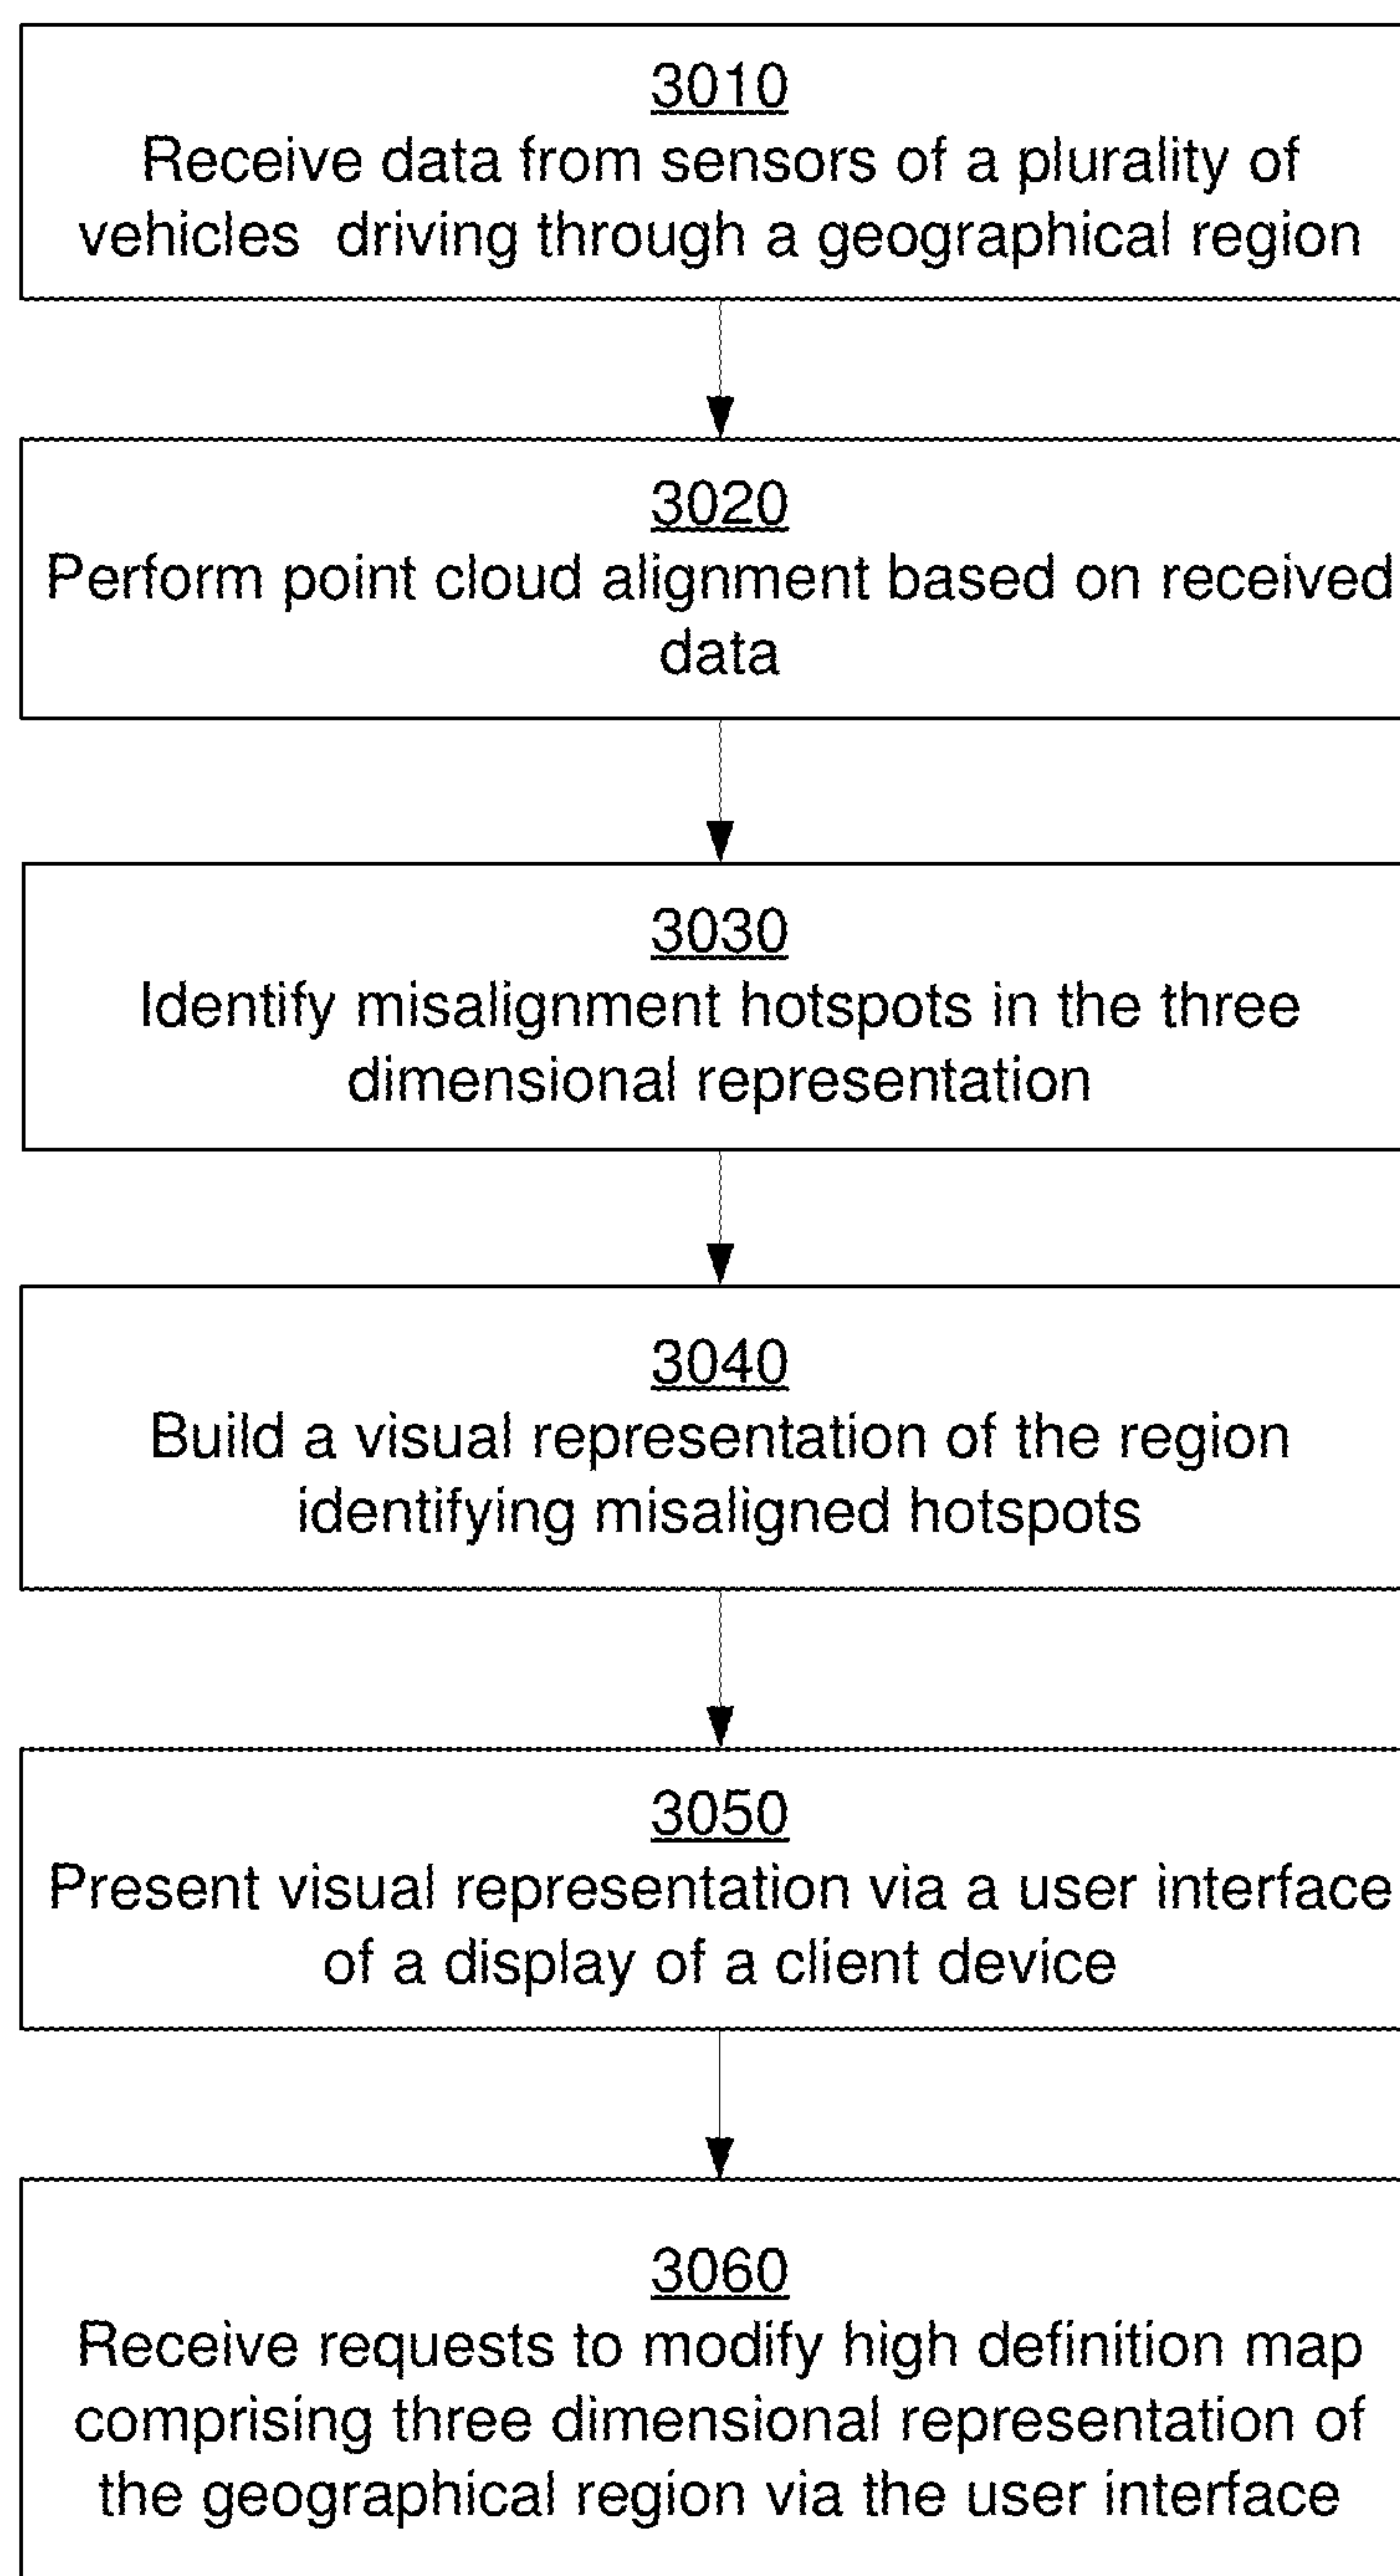 3010
Receive data from sensors of a plurality of
vehicles driving through a geographical region
3020
Perform point cloud alignment based on received
data
3030
Identify misalignment hotspots in the three
dimensional representation
3040
Build a visual representation of the region
identifying misaligned hotspots
3050
Present visual representation via a user interface
of a display of a client device
3060
Receive requests to modify high definition map
comprising three dimensional representation of
the geographical region via the user interface